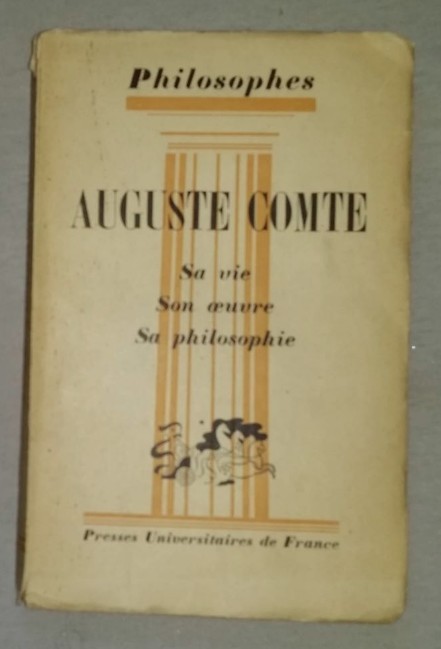 Philosophes
AUGUSTE COMTE
Sa vie
Son œuvre
Sa philosophie
Presses Universitaires de France